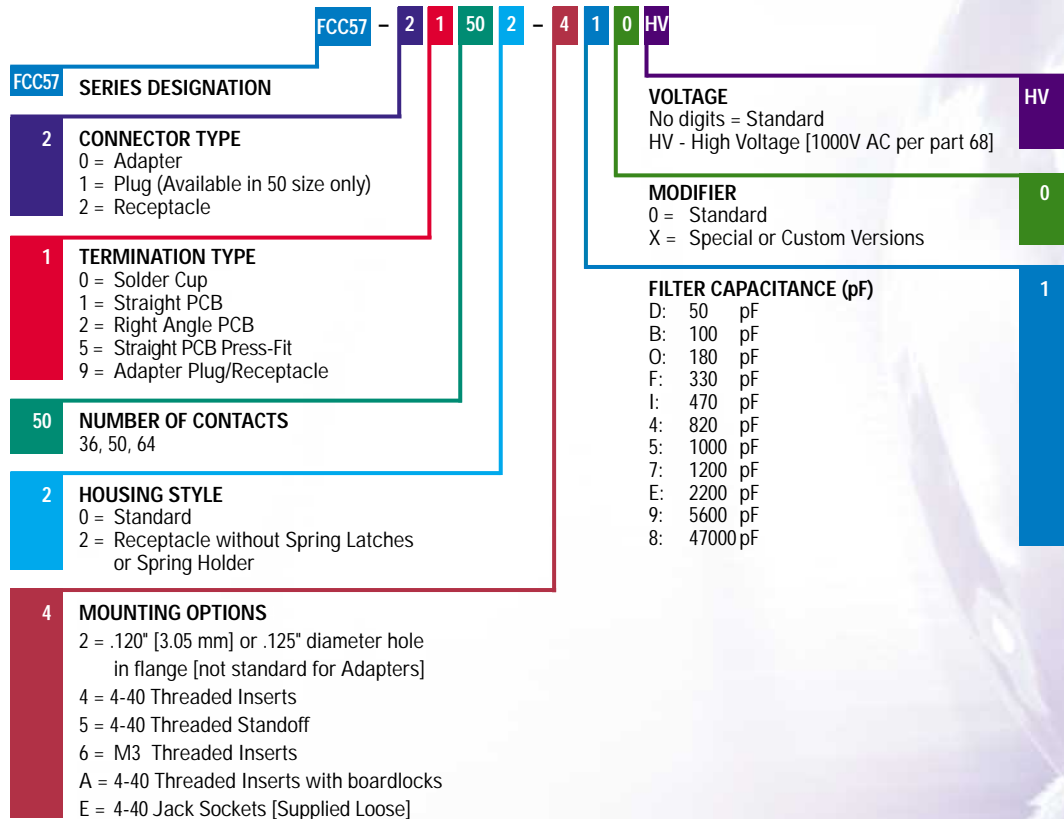 FCC57 – 2 1 50 2 - 4 1 0 HV
FCC57 SERIES DESIGNATION
2 CONNECTOR TYPE
0 = Adapter
1 = Plug (Available in 50 size only)
2 = Receptacle
1 TERMINATION TYPE
0 = Solder Cup
1 = Straight PCB
2 = Right Angle PCB
5 = Straight PCB Press-Fit
9 = Adapter Plug/Receptacle
50 NUMBER OF CONTACTS
36, 50, 64
2 HOUSING STYLE
0 = Standard
2 = Receptacle without Spring Latches
or Spring Holder
4 MOUNTING OPTIONS
2 = .120" [3.05 mm] or .125" diameter hole
in flange [not standard for Adapters]
4 = 4-40 Threaded Inserts
5 = 4-40 Threaded Standoff
6 = M3 Threaded Inserts
A = 4-40 Threaded Inserts with boardlocks
E = 4-40 Jack Sockets [Supplied Loose]
VOLTAGE HV
No digits = Standard
HV - High Voltage [1000V AC per part 68]
MODIFIER 0
0 = Standard
X = Special or Custom Versions
FILTER CAPACITANCE (pF) 1
D: 50 pF
B: 100 pF
O: 180 pF
F: 330 pF
I: 470 pF
4: 820 pF
5: 1000 pF
7: 1200 pF
E: 2200 pF
9: 5600 pF
8: 47000 pF